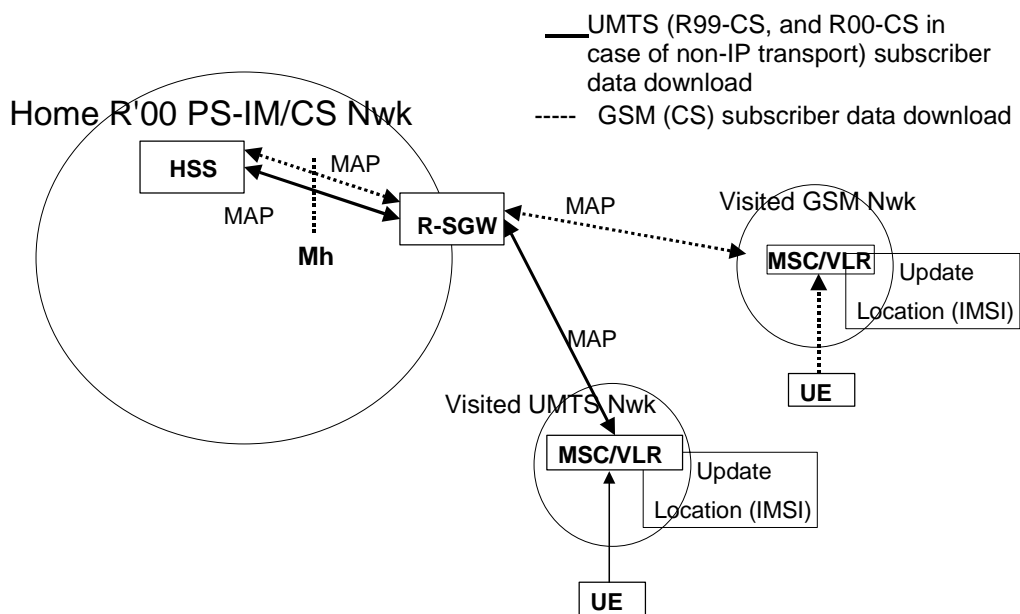 UMTS (R99-CS, and R00-CS in
case of non-IP transport) subscriber
data download
GSM (CS) subscriber data download
Home R'00 PS-IM/CS Nwk
HSS
MAP
MAP
Mh
R-SGW
MAP
Visited GSM Nwk
MSC/VLR
Update
Location (IMSI)
UE
MAP
Visited UMTS Nwk
MSC/VLR
Update
Location (IMSI)
UE